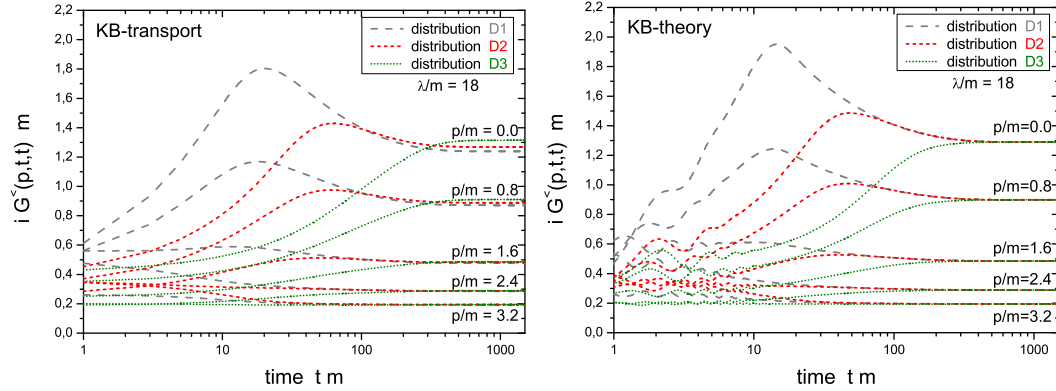 KB-transport
distribution D1
distribution D2
distribution D3
λ/m = 18
p/m = 0.0
p/m = 0.8
p/m = 1.6
p/m = 2.4
p/m = 3.2
2,2
2,0
1,8
1,6
1,4
1,2
1,0
0,8
0,6
0,4
0,2
0,0
i G<(p,t,t) m
1 10 100 1000
time t m
KB-theory
distribution D1
distribution D2
distribution D3
λ/m = 18
p/m=0.0
p/m=0.8
p/m=1.6
p/m=2.4
p/m=3.2
2,2
2,0
1,8
1,6
1,4
1,2
1,0
0,8
0,6
0,4
0,2
0,0
i G<(p,t,t) m
1 10 100 1000
time t m